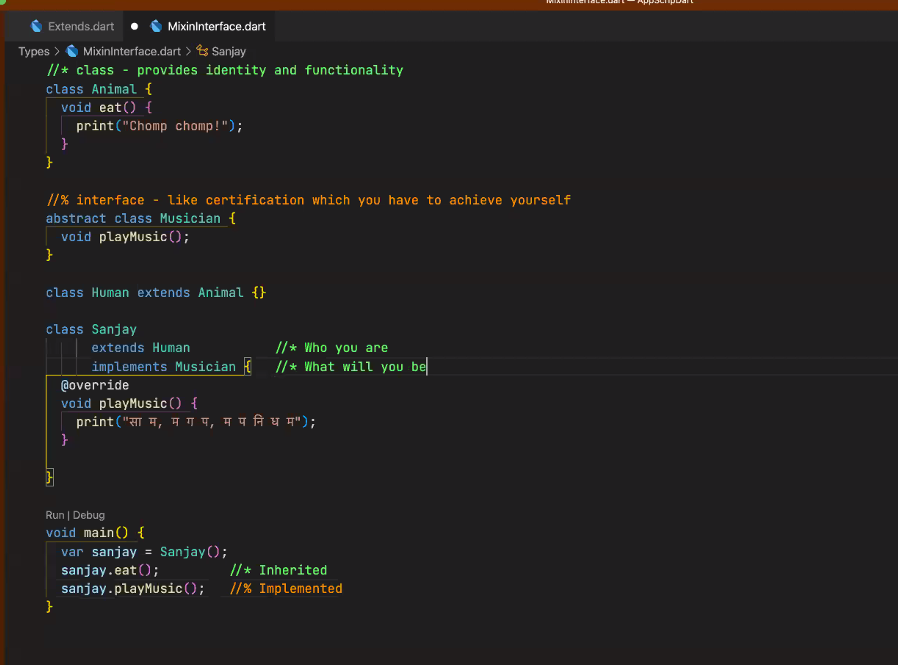 MixinInterface.dart — AppScripDart
Extends.dart MixinInterface.dart
Types > MixinInterface.dart > Sanjay
//* class - provides identity and functionality
class Animal {
void eat() {
print("Chomp chomp!");
}
}
//% interface - like certification which you have to achieve yourself
abstract class Musician {
void playMusic();
}
class Human extends Animal {}
class Sanjay
extends Human //* Who you are
implements Musician { //* What will you be
@override
void playMusic() {
print("सा म, म ग प, म प नि ध म");
}
}
Run | Debug
void main() {
var sanjay = Sanjay();
sanjay.eat(); //* Inherited
sanjay.playMusic(); //% Implemented
}